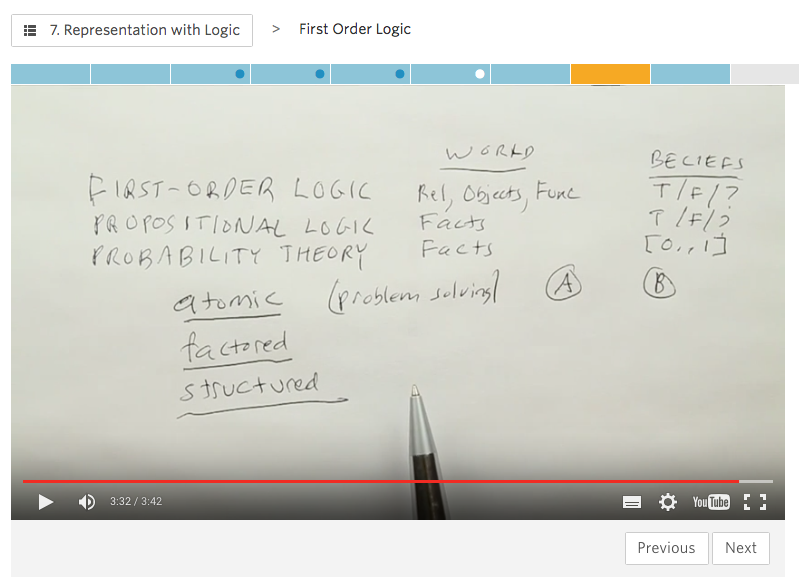 7. Representation with Logic > First Order Logic
WORLD BELIEFS
FIRST-ORDER LOGIC Rel, Objects, Func T/F/?
PROPOSITIONAL LOGIC Facts T/F/?
PROBABILITY THEORY Facts [0..1]
atomic (problem solving) A B
factored
structured
3:32 / 3:42 YouTube
Previous Next